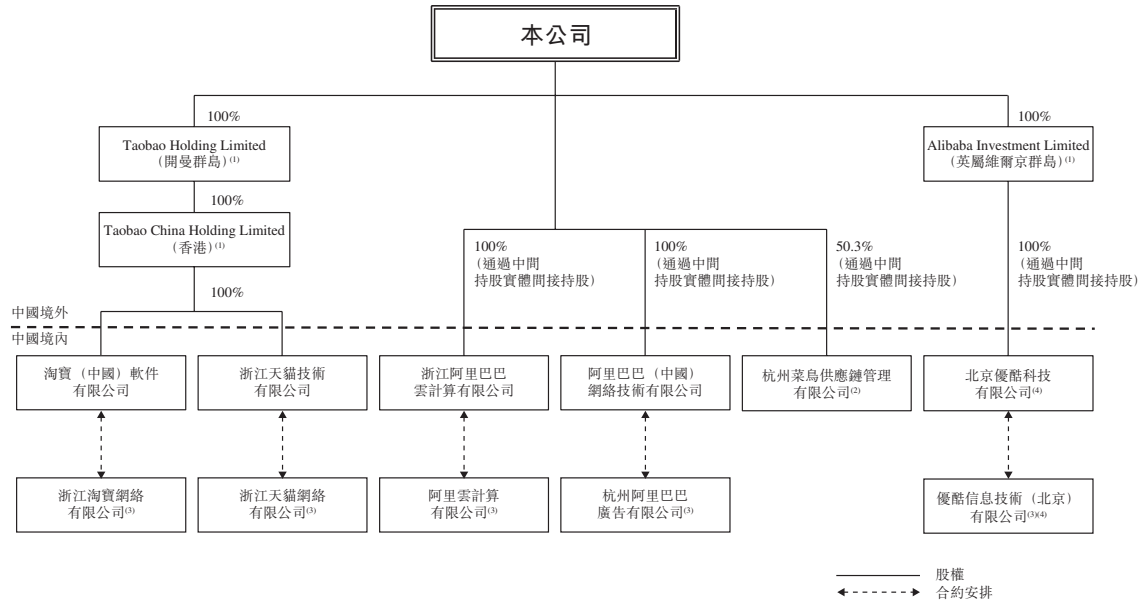 本公司
100%
100%
Taobao Holding Limited
（開曼群島）(1)
Alibaba Investment Limited
（英屬維爾京群島）(1)
100%
Taobao China Holding Limited
（香港）(1)
100%
（通過中間
持股實體間接持股）
100%
（通過中間
持股實體間接持股）
50.3%
（通過中間
持股實體間接持股）
100%
（通過中間
持股實體間接持股）
100%
中國境外
中國境內
淘寶（中國）軟件
有限公司
浙江天貓技術
有限公司
浙江阿里巴巴
雲計算有限公司
阿里巴巴（中國）
網絡技術有限公司
杭州菜鳥供應鏈管理
有限公司(2)
北京優酷科技
有限公司(4)
浙江淘寶網絡
有限公司(3)
浙江天貓網絡
有限公司(3)
阿里雲計算
有限公司(3)
杭州阿里巴巴
廣告有限公司(3)
優酷信息技術（北京）
有限公司(3)(4)
股權
合約安排